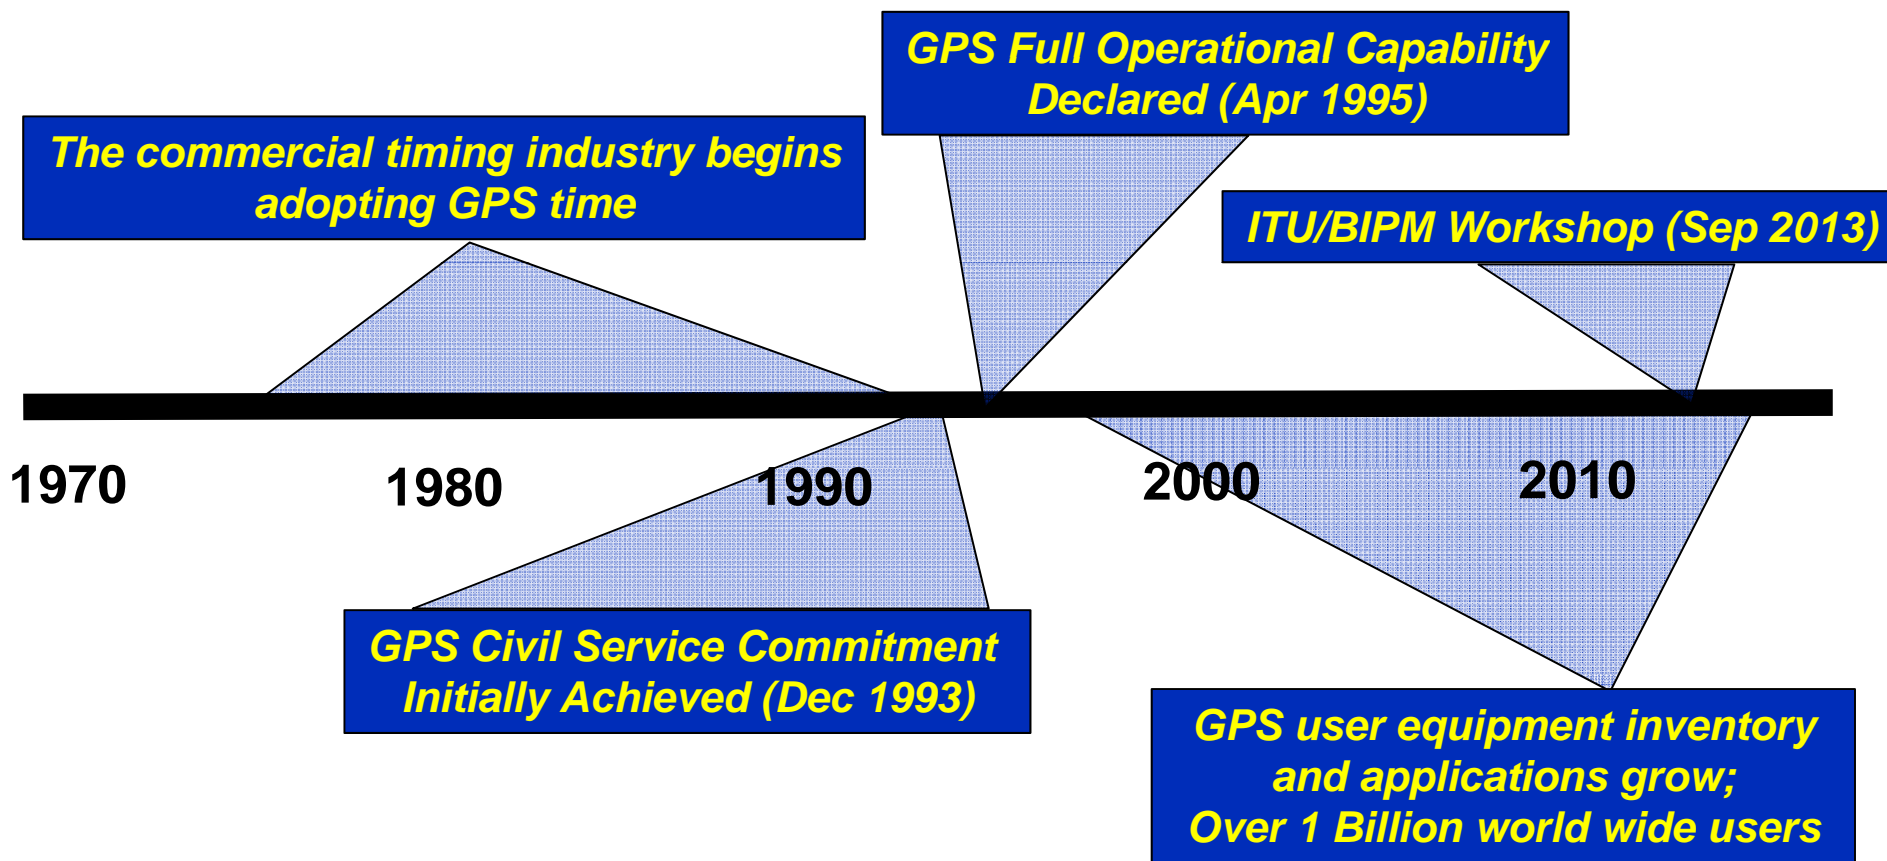 GPS Full Operational Capability
Declared (Apr 1995)
The commercial timing industry begins
adopting GPS time
ITU/BIPM Workshop (Sep 2013)
1970
1980
1990
2000
2010
GPS Civil Service Commitment
Initially Achieved (Dec 1993)
GPS user equipment inventory
and applications grow;
Over 1 Billion world wide users